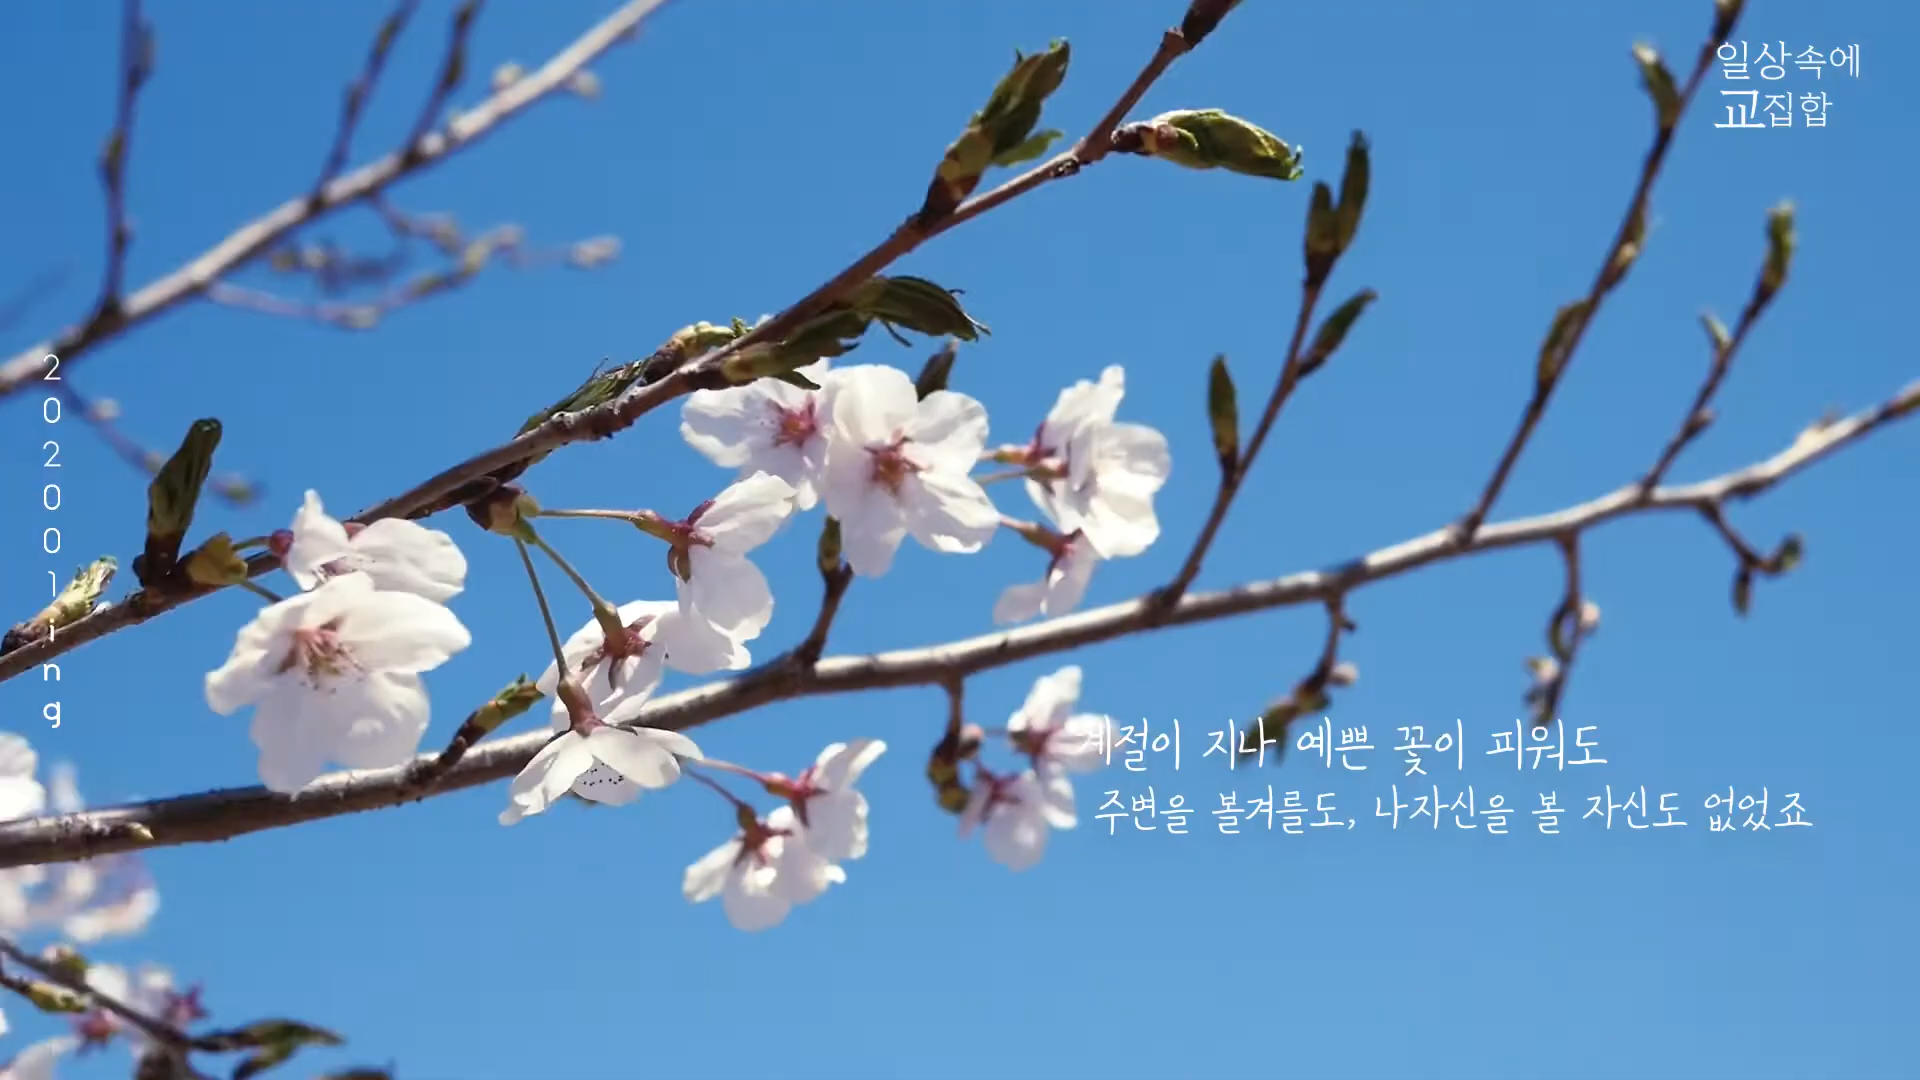 일상속에
교집합
202001ing
계절이 지나 예쁜 꽃이 피워도
주변을 볼겨를도, 나자신을 볼 자신도 없었죠